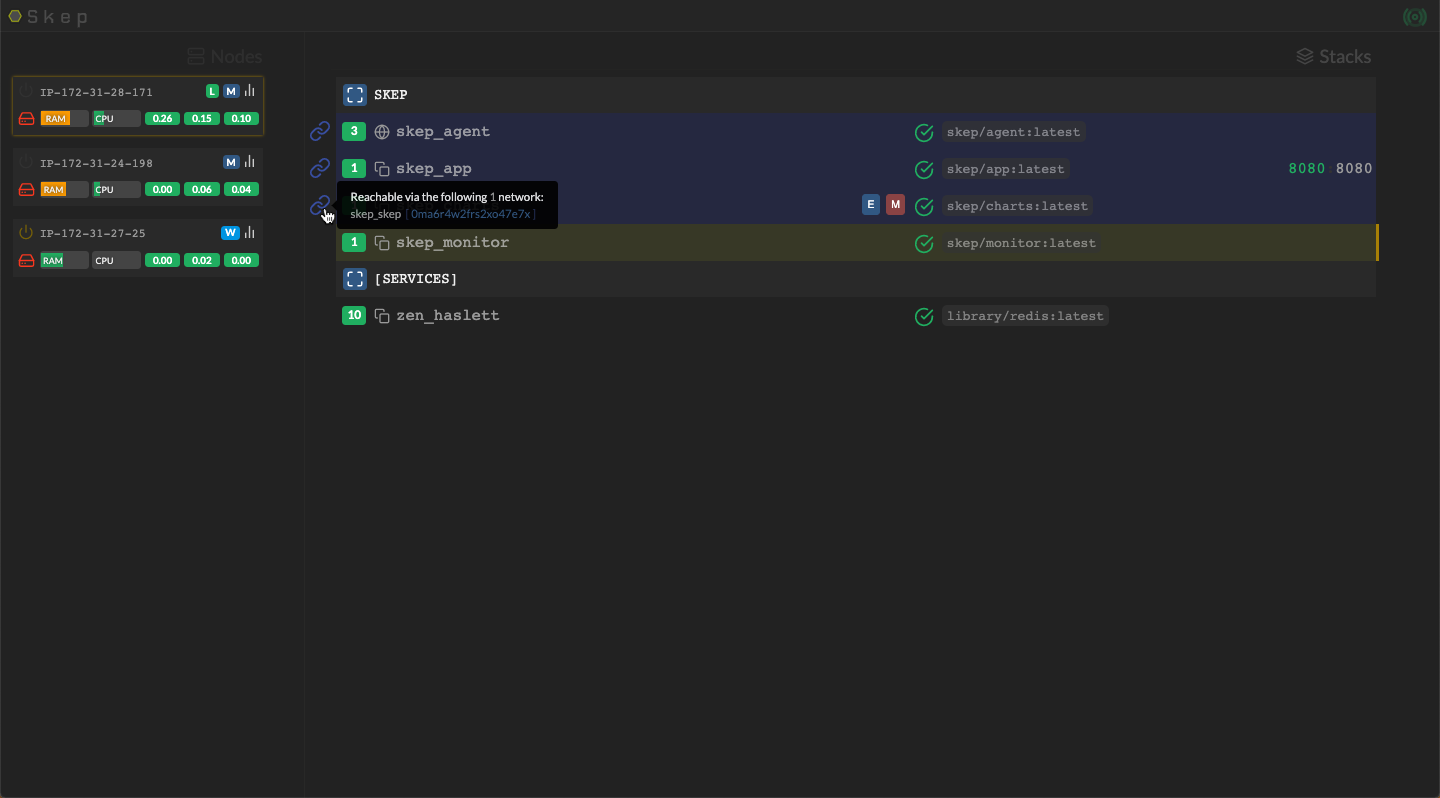 Skep
Nodes
Stacks
IP-172-31-28-171 L M
RAM CPU 0.26 0.15 0.10
IP-172-31-24-198 M
RAM CPU 0.00 0.06 0.04
IP-172-31-27-25 W
RAM CPU 0.00 0.02 0.00
SKEP
3 skep_agent skep/agent:latest
1 skep_app skep/app:latest 8080 8080
Reachable via the following 1 network:
skep_skep [ 0ma6r4w2frs2xo47e7x ]
E M skep/charts:latest
1 skep_monitor skep/monitor:latest
[SERVICES]
10 zen_haslett library/redis:latest